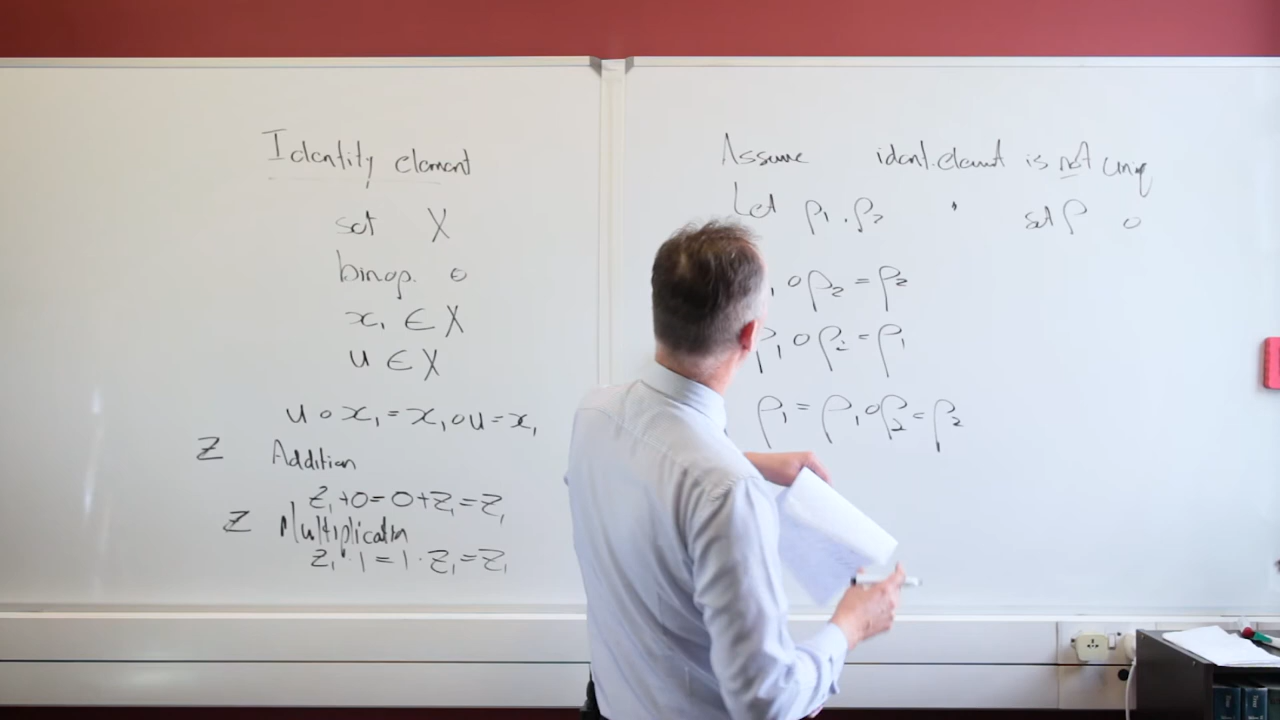 Identity element
set X
binop. ∘
x₁ ∈ X
u ∈ X
u ∘ x₁ = x₁ ∘ u = x₁
Z Addition
z₁ + 0 = 0 + z₁ = z₁
Z Multiplication
z₁ · 1 = 1 · z₁ = z₁
Assume ident. element is not uniq
Let ρ₁ . ρ₂ set ρ ∘
₁ ∘ ρ₂ = ρ₂
ρ₁ ∘ ρ₂ = ρ₁
ρ₁ = ρ₁ ∘ ρ₂ = ρ₂